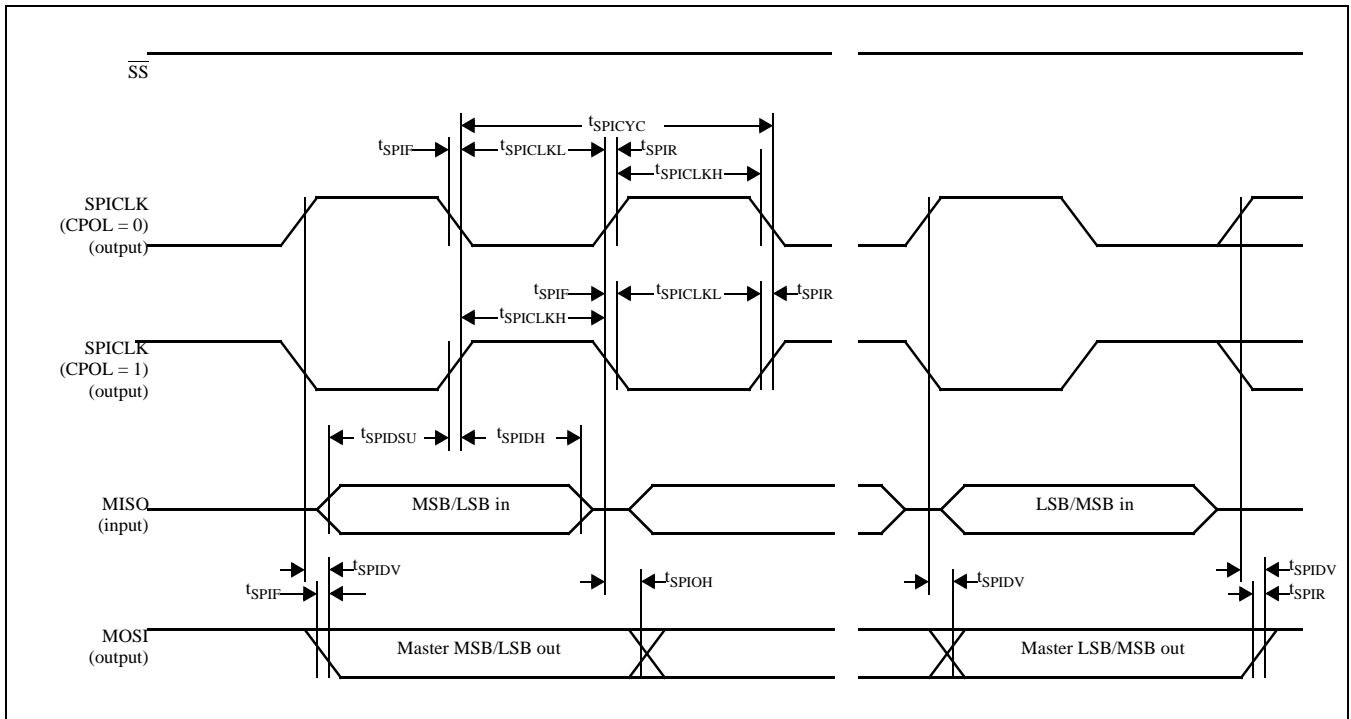 SS
tSPICYC
tSPIF
tSPICLKL
tSPIR
tSPICLKH
SPICLK
(CPOL = 0)
(output)
tSPIF
tSPICLKL
tSPIR
tSPICLKH
SPICLK
(CPOL = 1)
(output)
tSPIDSU
tSPIDH
MISO
(input)
MSB/LSB in
LSB/MSB in
tSPIDV
tSPIOH
tSPIDV
tSPIDV
tSPIF
tSPIR
MOSI
(output)
Master MSB/LSB out
Master LSB/MSB out